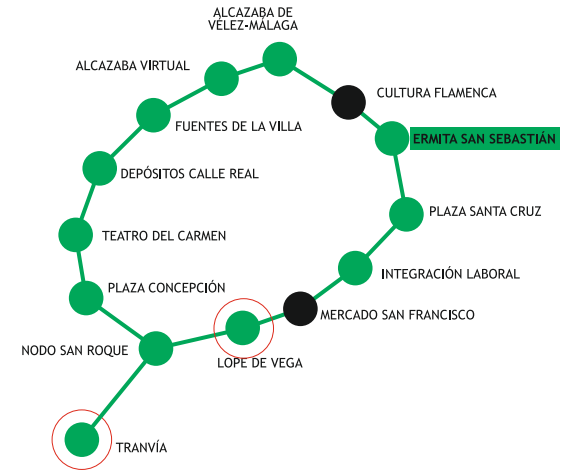 ALCAZABA DE
VÉLEZ-MÁLAGA
ALCAZABA VIRTUAL
CULTURA FLAMENCA
FUENTES DE LA VILLA
ERMITA SAN SEBASTIÁN
DEPÓSITOS CALLE REAL
PLAZA SANTA CRUZ
TEATRO DEL CARMEN
INTEGRACIÓN LABORAL
PLAZA CONCEPCIÓN
MERCADO SAN FRANCISCO
NODO SAN ROQUE
LOPE DE VEGA
TRANVÍA